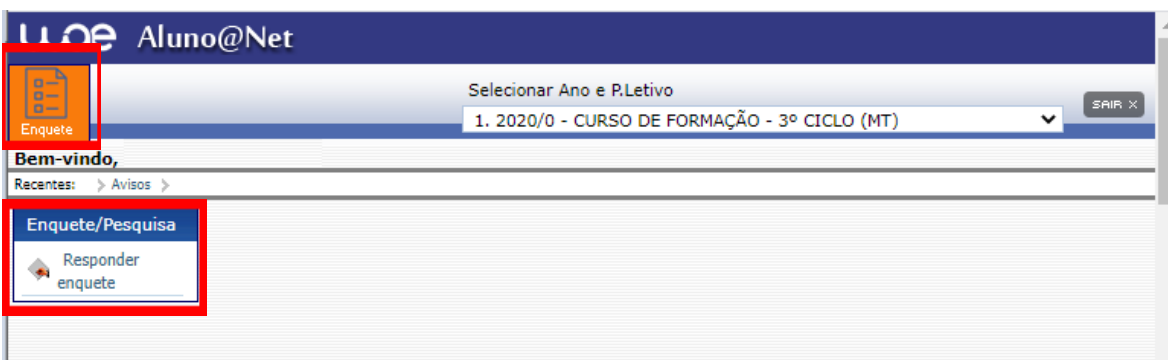 Aluno@Net
Selecionar Ano e P.Letivo
1. 2020/0 - CURSO DE FORMAÇÃO - 3º CICLO (MT)
SAIR X
Enquete
Bem-vindo,
Recentes: > Avisos >
Enquete/Pesquisa
Responder
enquete